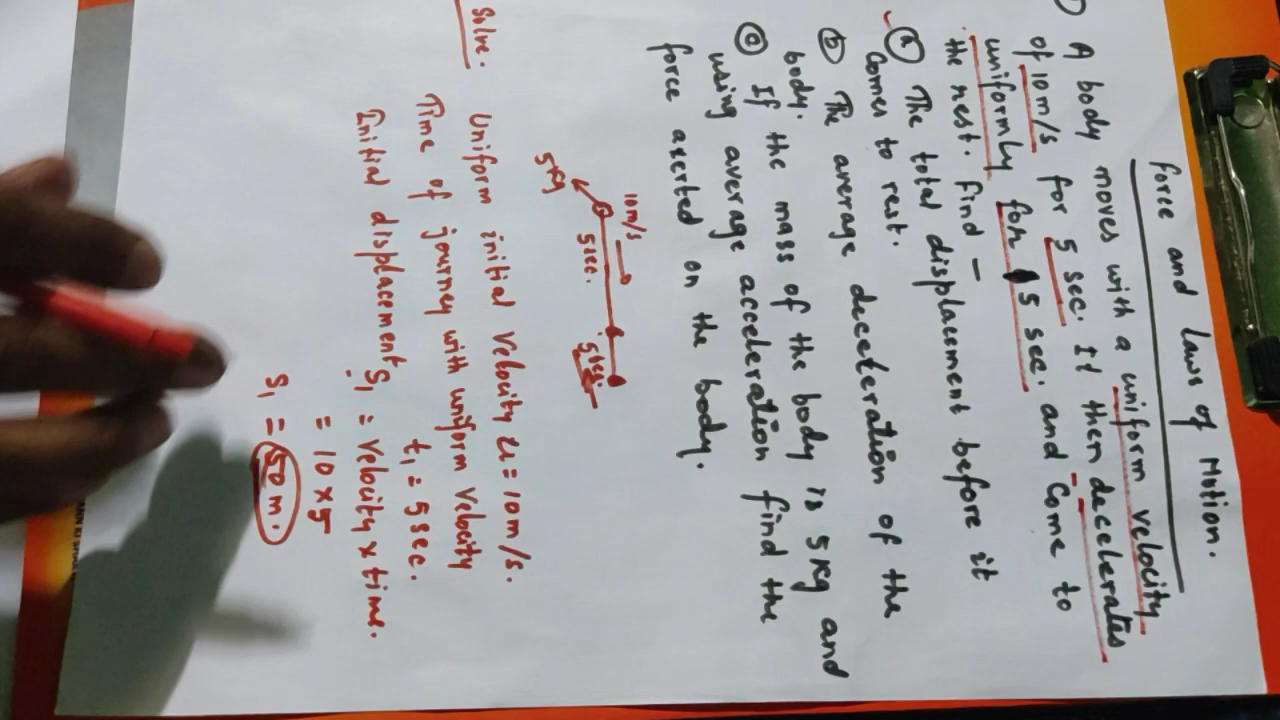 Force and Laws of Motion.
A body moves with a uniform velocity
of 10 m/s for 5 sec. it then decelerates
uniformly for 5 sec. and Come to
the rest. Find -
(a) The total displacement before it
Comes to rest.
(b) The average deceleration of the
body.
(c) If the mass of the body is 5 kg and
using average acceleration find the
force exerted on the body.
10m/s
5 sec.
5 sec.
5 kg
Solve. Uniform initial velocity u = 10 m/s.
Time of journey with uniform velocity
t₁ = 5 sec.
Initial displacement S₁ = Velocity × time.
= 10 × 5
S₁ = 50 m.